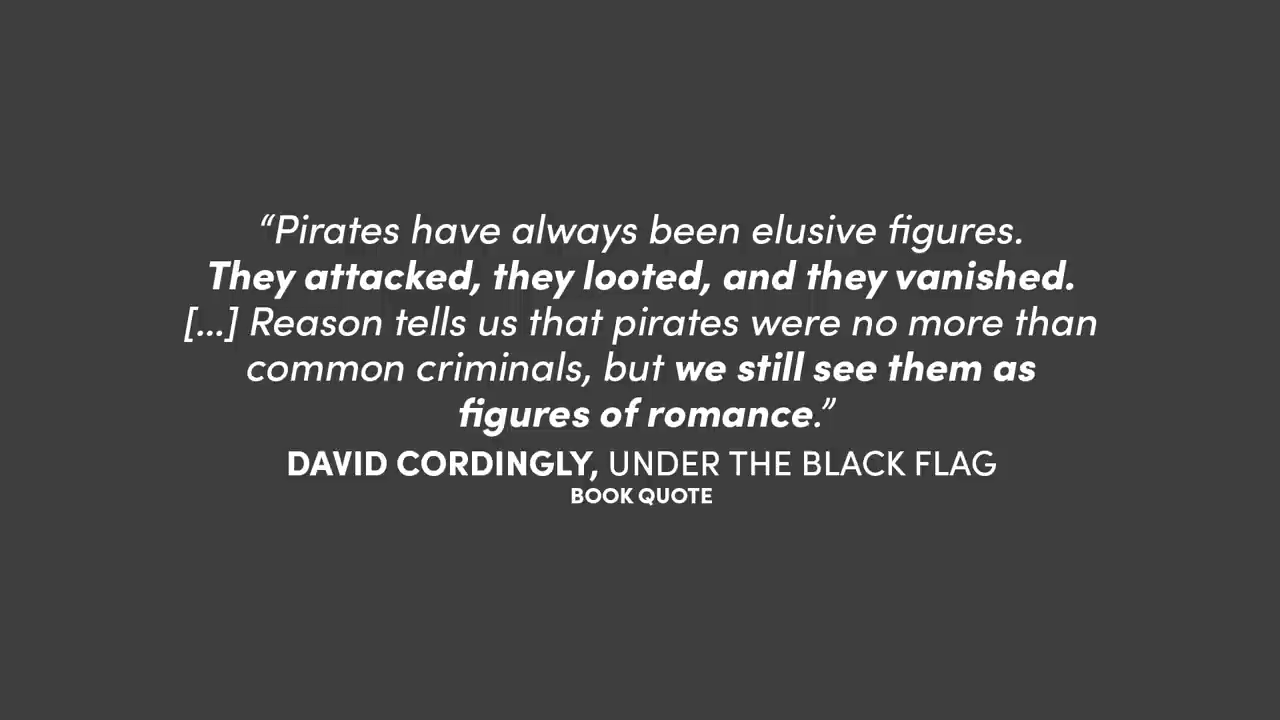 “Pirates have always been elusive figures.
They attacked, they looted, and they vanished.
[...] Reason tells us that pirates were no more than
common criminals, but we still see them as
figures of romance.”
DAVID CORDINGLY, UNDER THE BLACK FLAG
BOOK QUOTE